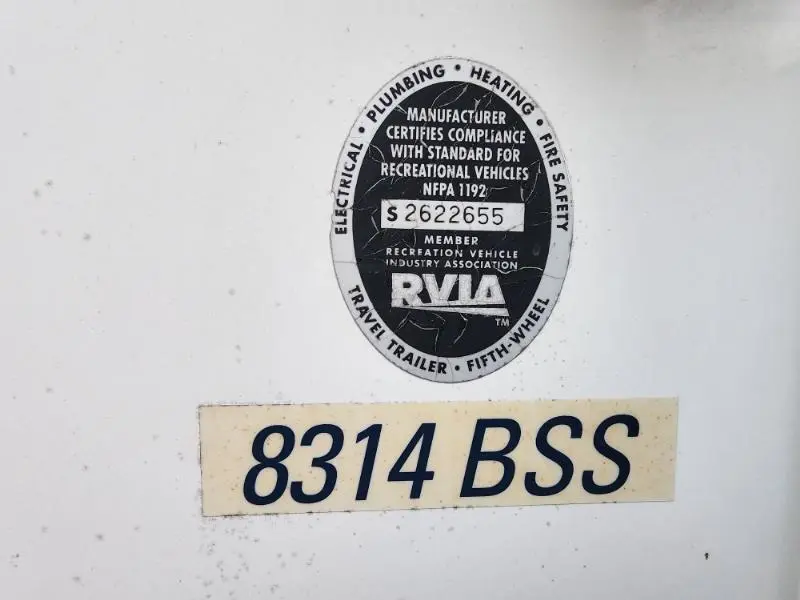 ELECTRICAL • PLUMBING • HEATING • FIRE SAFETY
MANUFACTURER
CERTIFIES COMPLIANCE
WITH STANDARD FOR
RECREATIONAL VEHICLES
NFPA 1192
S 2622655
MEMBER
RECREATION VEHICLE
INDUSTRY ASSOCIATION
RVIA
TM
TRAVEL TRAILER • FIFTH-WHEEL
8314 BSS